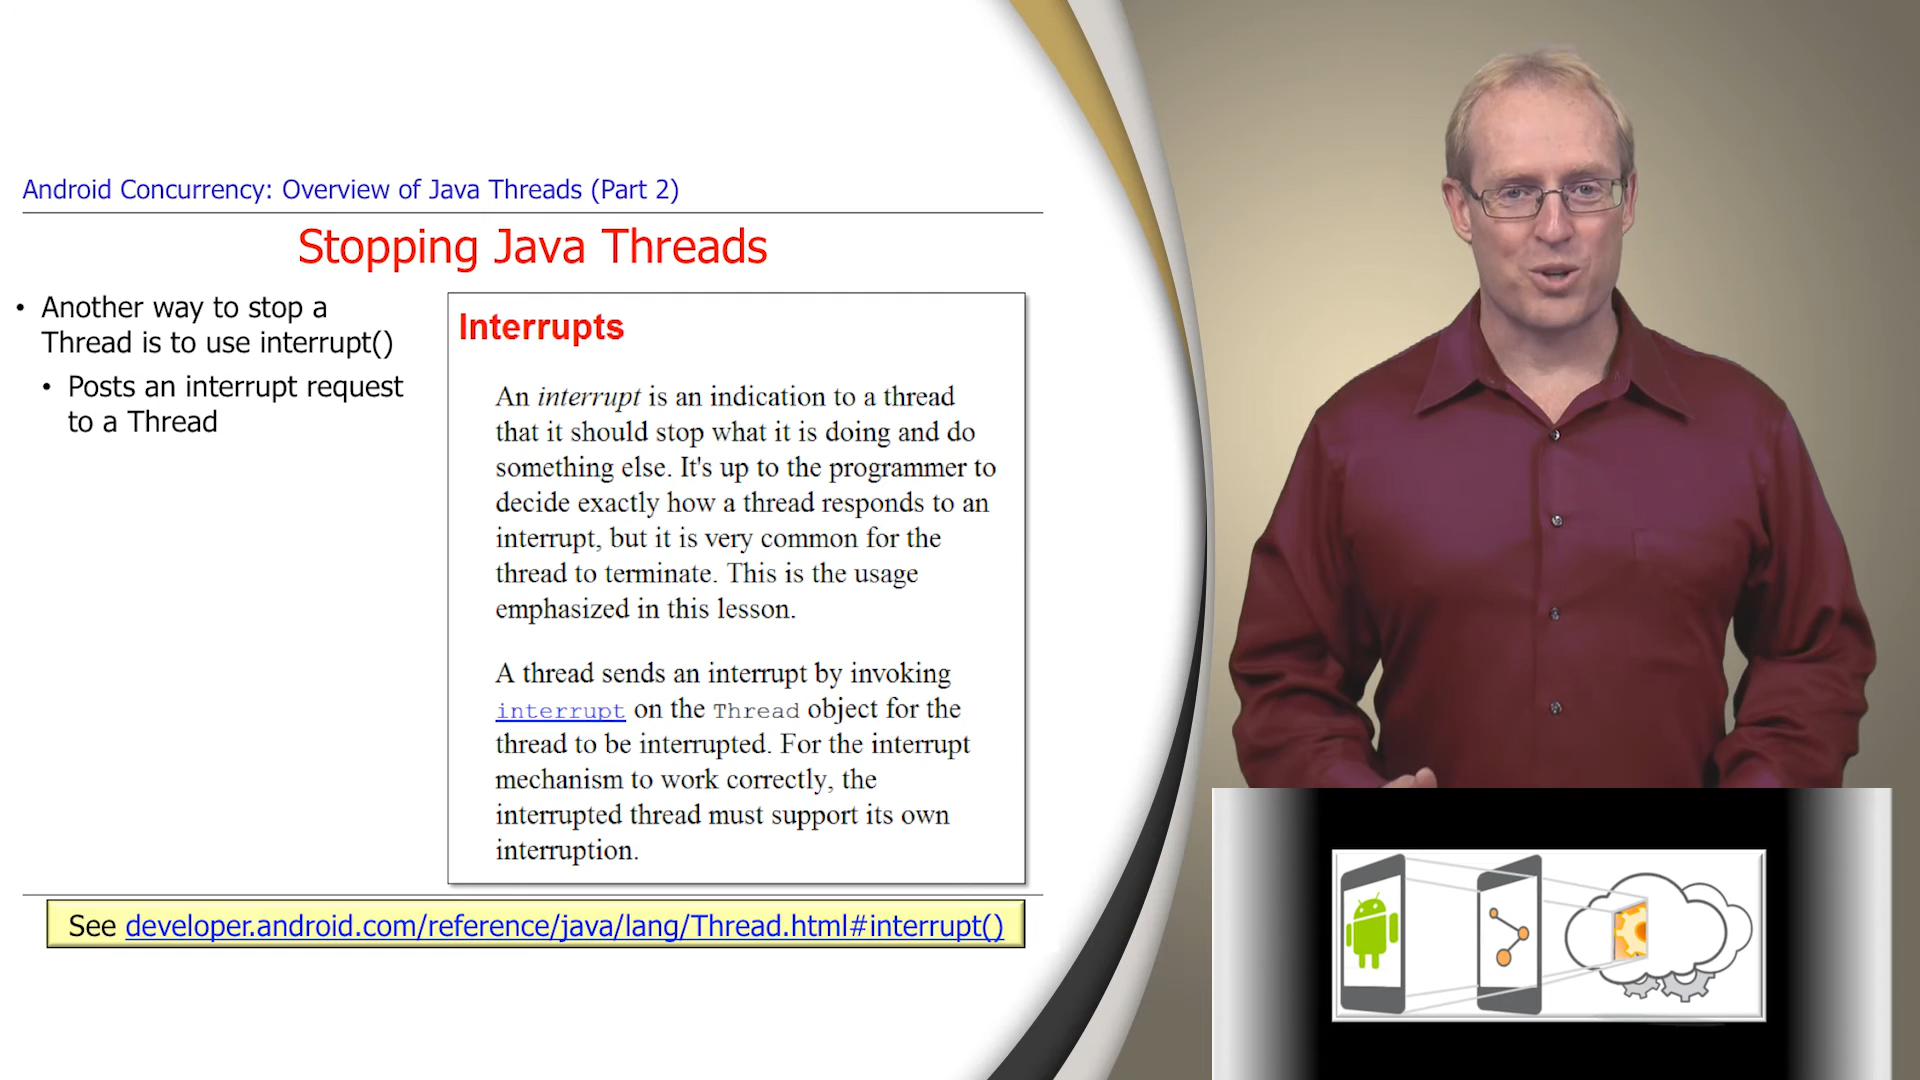 Android Concurrency: Overview of Java Threads (Part 2)
Stopping Java Threads
• Another way to stop a
Thread is to use interrupt()
• Posts an interrupt request
to a Thread
Interrupts
An interrupt is an indication to a thread
that it should stop what it is doing and do
something else. It's up to the programmer to
decide exactly how a thread responds to an
interrupt, but it is very common for the
thread to terminate. This is the usage
emphasized in this lesson.
A thread sends an interrupt by invoking
interrupt on the Thread object for the
thread to be interrupted. For the interrupt
mechanism to work correctly, the
interrupted thread must support its own
interruption.
See developer.android.com/reference/java/lang/Thread.html#interrupt()